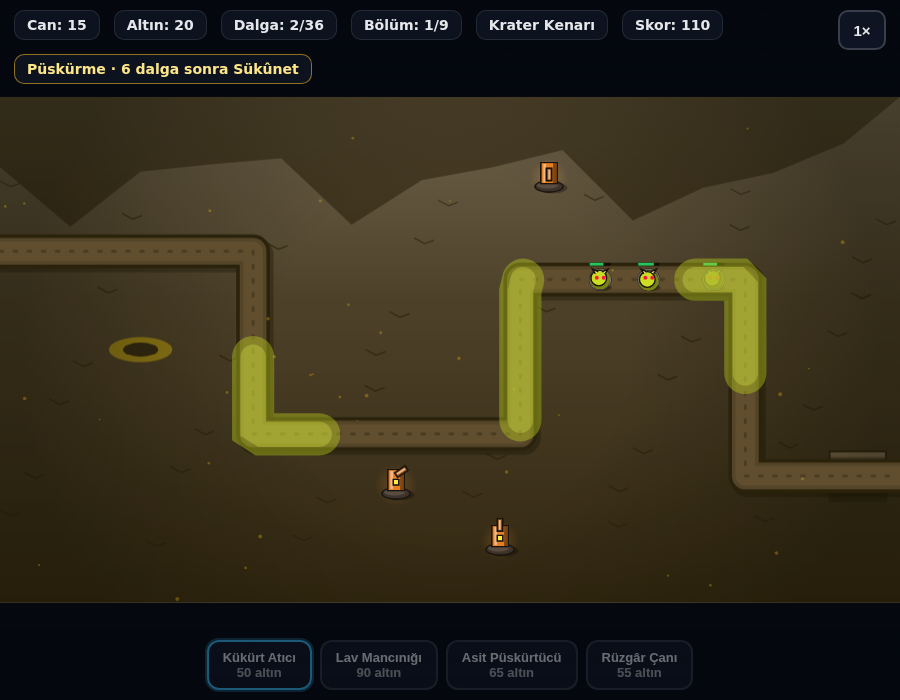 Can: 15
Altın: 20
Dalga: 2/36
Bölüm: 1/9
Krater Kenarı
Skor: 110
1×
Püskürme · 6 dalga sonra Sükûnet
Kükürt Atıcı
50 altın
Lav Mancınığı
90 altın
Asit Püskürtücü
65 altın
Rüzgâr Çanı
55 altın